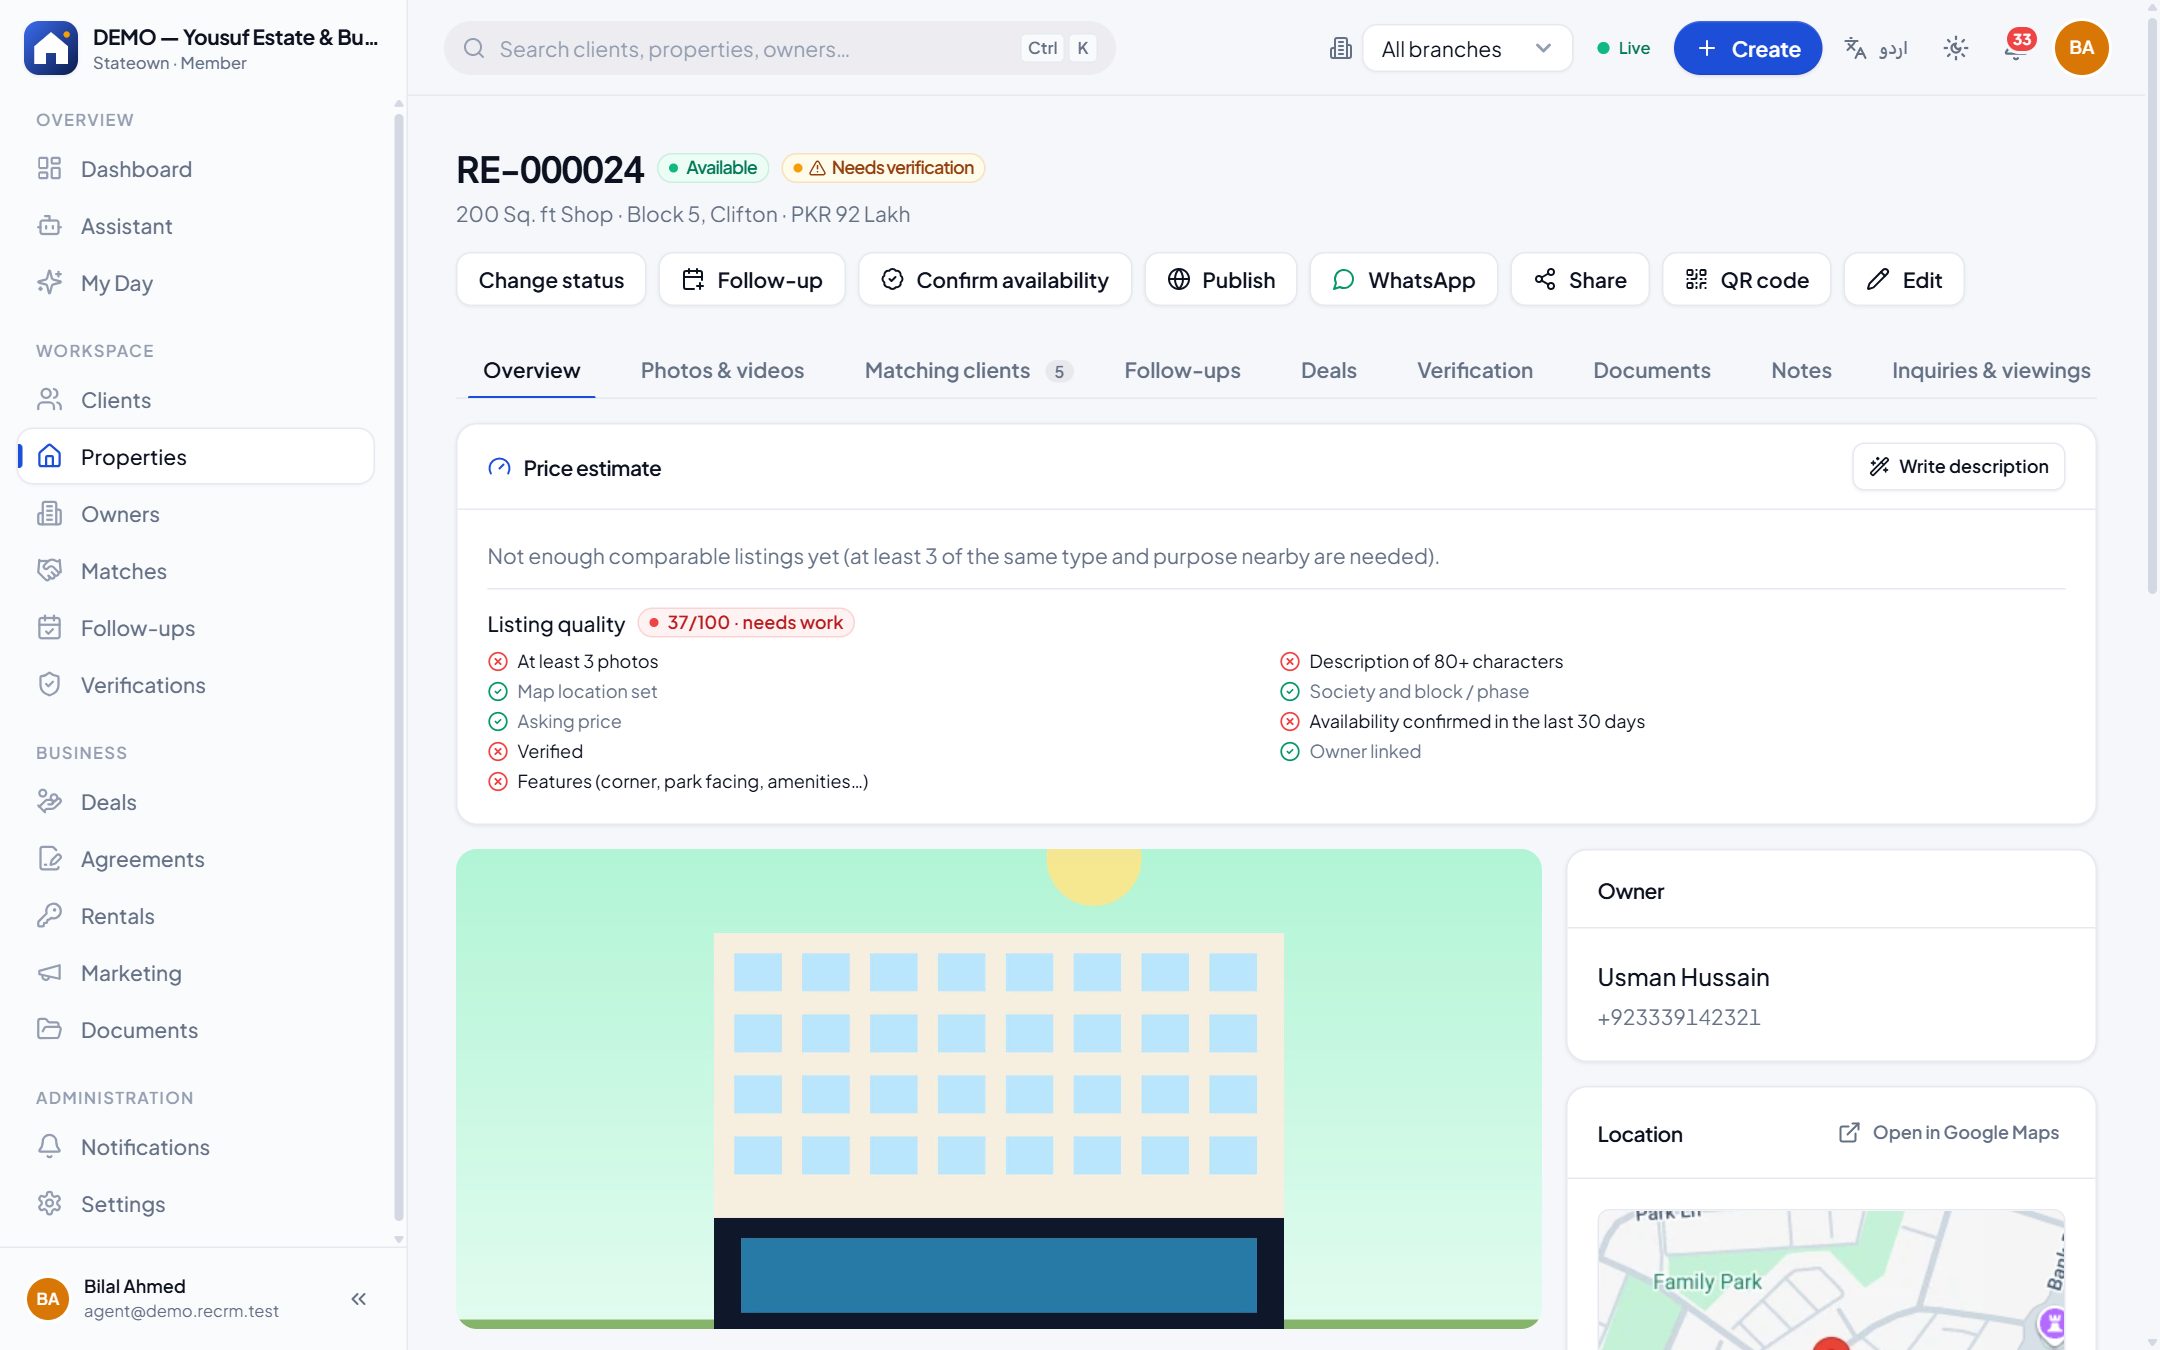 DEMO — Yousuf Estate & Bu...
Stateown · Member
OVERVIEW
Dashboard
Assistant
My Day
WORKSPACE
Clients
Properties
Owners
Matches
Follow-ups
Verifications
BUSINESS
Deals
Agreements
Rentals
Marketing
Documents
ADMINISTRATION
Notifications
Settings
BA
Bilal Ahmed
agent@demo.recrm.test
Search clients, properties, owners...
Ctrl K
All branches
Live
Create
اردو
33
BA
RE-000024
Available
Needs verification
200 Sq. ft Shop · Block 5, Clifton · PKR 92 Lakh
Change status
Follow-up
Confirm availability
Publish
WhatsApp
Share
QR code
Edit
Overview
Photos & videos
Matching clients 5
Follow-ups
Deals
Verification
Documents
Notes
Inquiries & viewings
Price estimate
Write description
Not enough comparable listings yet (at least 3 of the same type and purpose nearby are needed).
Listing quality
37/100 · needs work
At least 3 photos
Description of 80+ characters
Map location set
Society and block / phase
Asking price
Availability confirmed in the last 30 days
Verified
Owner linked
Features (corner, park facing, amenities...)
Owner
Usman Hussain
+923339142321
Location
Open in Google Maps
Park Ln
Family Park